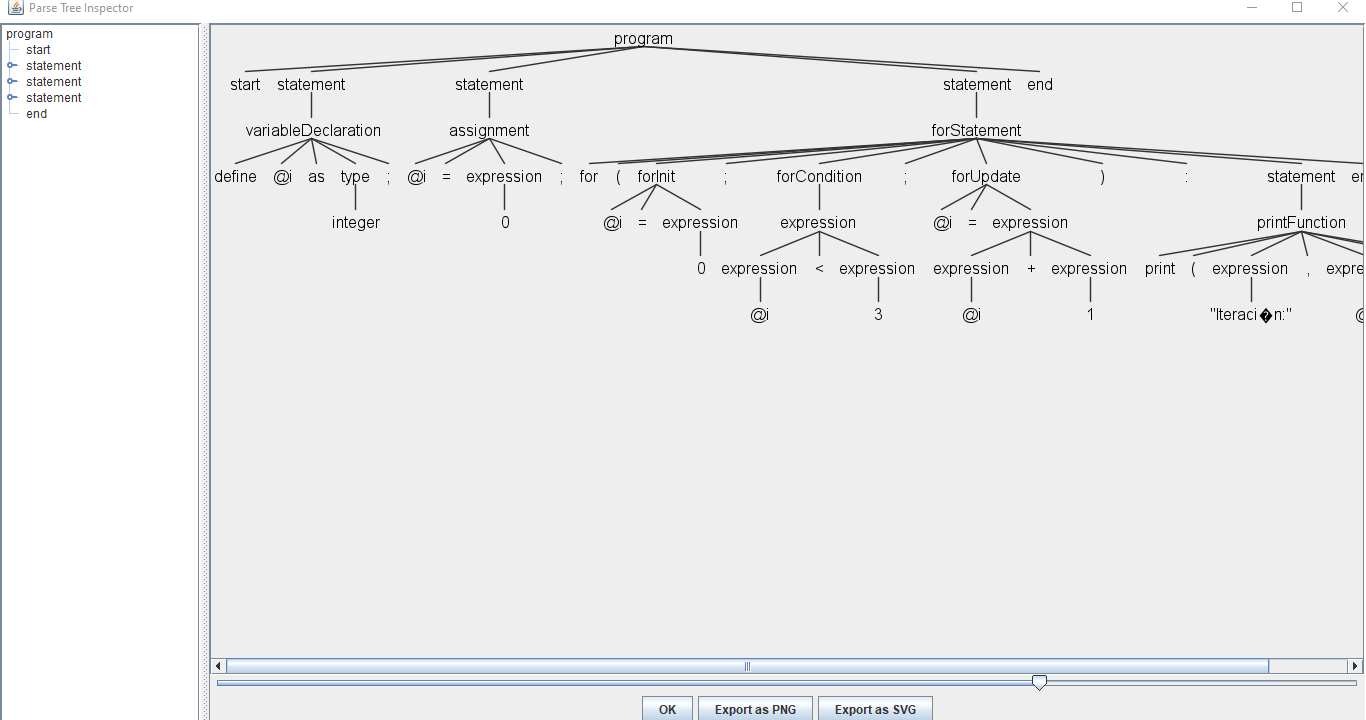 Parse Tree Inspector
program
start
statement
statement
statement
end
program
start statement statement statement end
variableDeclaration assignment forStatement
define @i as type ; @i = expression ; for ( forInit ; forCondition ; forUpdate ) : statement
integer 0 @i = expression expression @i = expression printFunction
0 expression < expression expression + expression print ( expression ,
@i 3 @i 1 "Iteraci�n:"
OK Export as PNG Export as SVG